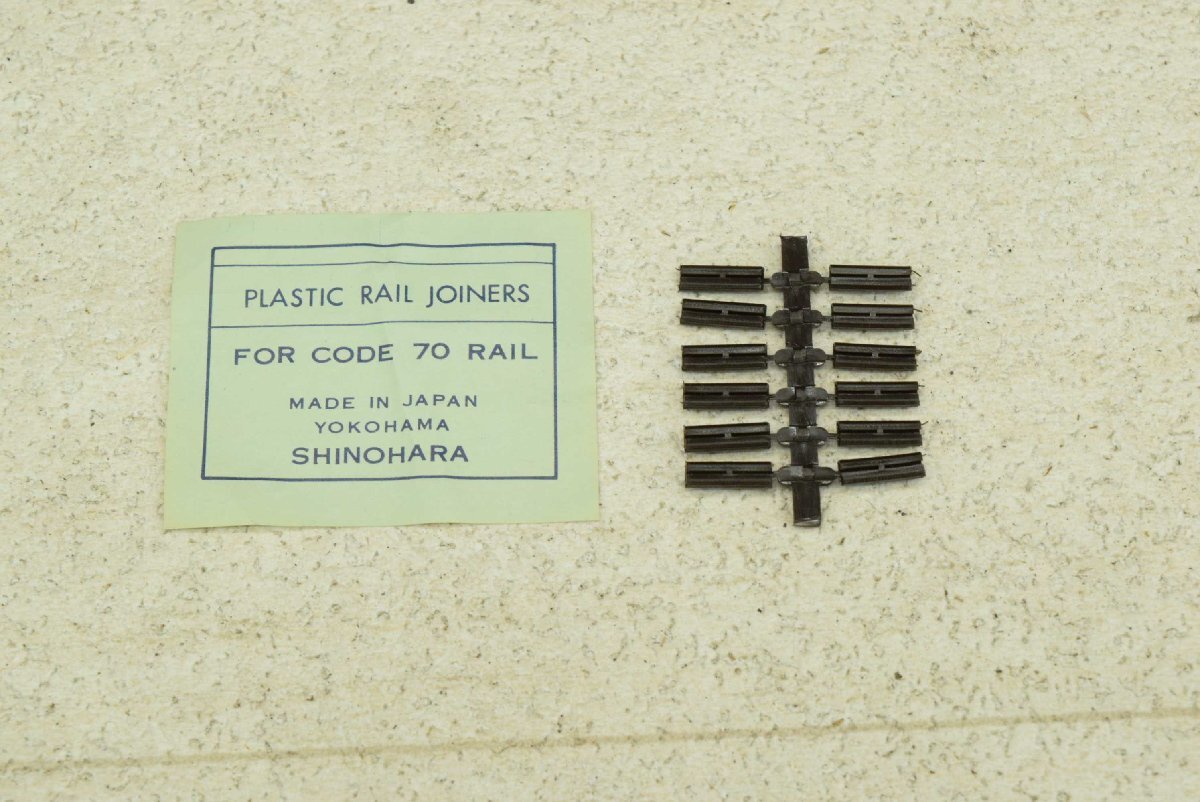 PLASTIC RAIL JOINERS
FOR CODE 70 RAIL
MADE IN JAPAN
YOKOHAMA
SHINOHARA